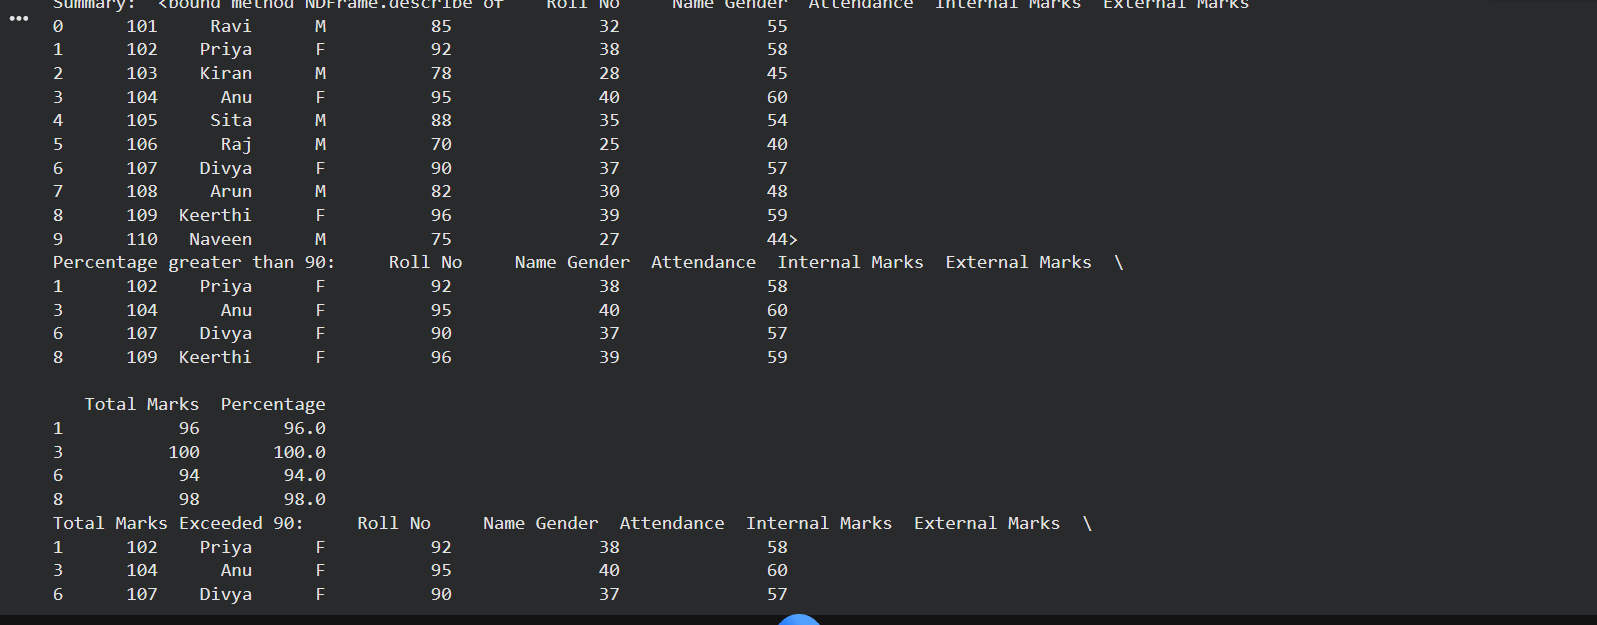 Summary:  <bound method NDFrame.describe of    Roll No     Name Gender  Attendance  Internal Marks  External Marks
0      101     Ravi      M          85              32              55
1      102    Priya      F          92              38              58
2      103    Kiran      M          78              28              45
3      104      Anu      F          95              40              60
4      105     Sita      M          88              35              54
5      106      Raj      M          70              25              40
6      107    Divya      F          90              37              57
7      108     Arun      M          82              30              48
8      109  Keerthi      F          96              39              59
9      110   Naveen      M          75              27              44>
Percentage greater than 90:     Roll No     Name Gender  Attendance  Internal Marks  External Marks  \
1      102    Priya      F          92              38              58
3      104      Anu      F          95              40              60
6      107    Divya      F          90              37              57
8      109  Keerthi      F          96              39              59
   Total Marks  Percentage
1           96        96.0
3          100       100.0
6           94        94.0
8           98        98.0
Total Marks Exceeded 90:     Roll No     Name Gender  Attendance  Internal Marks  External Marks  \
1      102    Priya      F          92              38              58
3      104      Anu      F          95              40              60
6      107    Divya      F          90              37              57